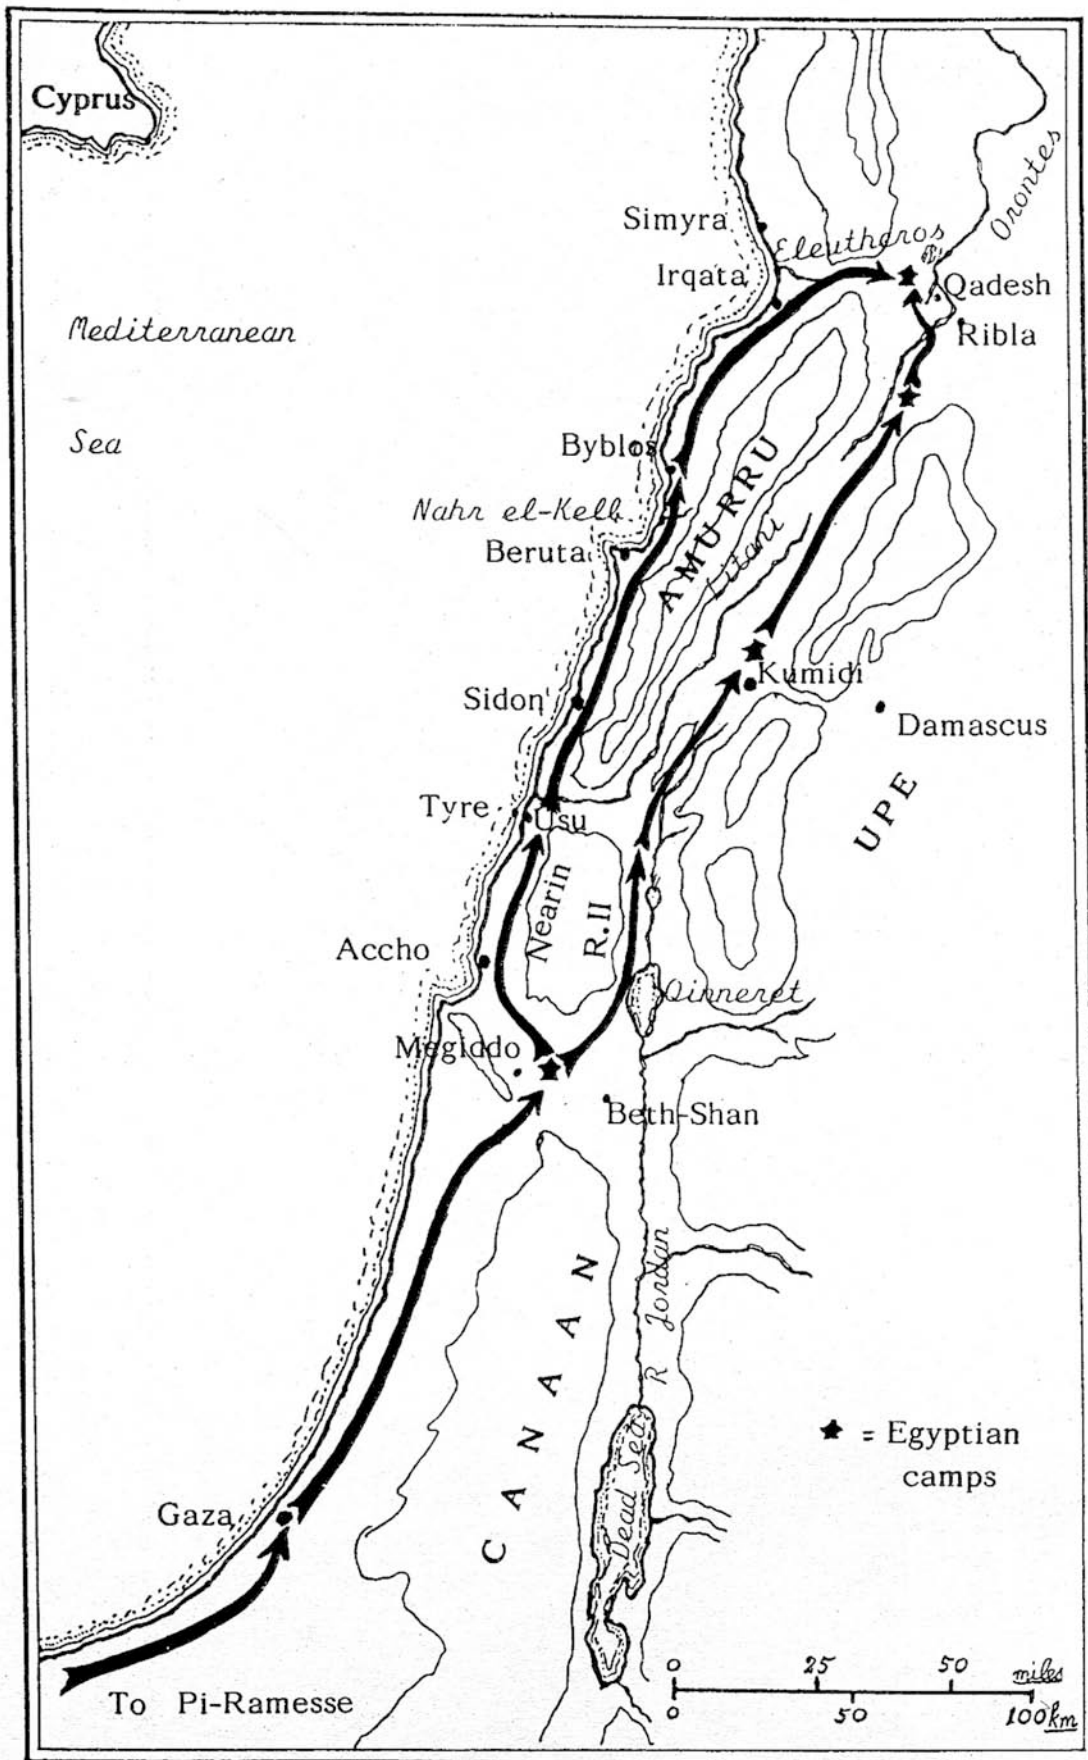 Cyprus
Orontes
Simyra
Eleutheros
Irqata
Qadesh
Ribla
Mediterranean
Sea
Byblos
Nahr el-Kelb
Beruta
AMURRU
Litani
Kumidi
Sidon
Damascus
UPE
Tyre
Usu
Nearin
R.II
Accho
Qinneret
Megiddo
Beth-Shan
R Jordan
CANAAN
Dead Sea
★ = Egyptian
camps
Gaza
To Pi-Ramesse
0 25 50 miles
0 50 100 km